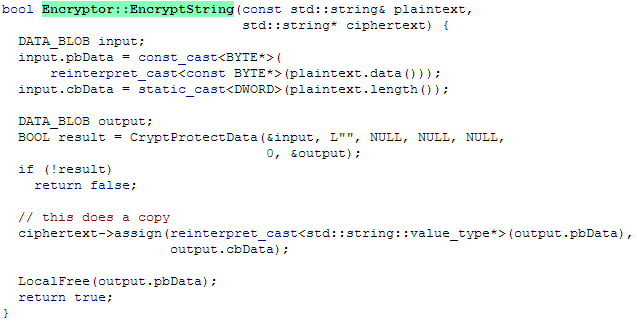 bool Encryptor::EncryptString(const std::string& plaintext,
                              std::string* ciphertext) {
  DATA_BLOB input;
  input.pbData = const_cast<BYTE*>(
      reinterpret_cast<const BYTE*>(plaintext.data()));
  input.cbData = static_cast<DWORD>(plaintext.length());

  DATA_BLOB output;
  BOOL result = CryptProtectData(&input, L"", NULL, NULL, NULL,
                                 0, &output);
  if (!result)
    return false;

  // this does a copy
  ciphertext->assign(reinterpret_cast<std::string::value_type*>(output.pbData),
                     output.cbData);

  LocalFree(output.pbData);
  return true;
}